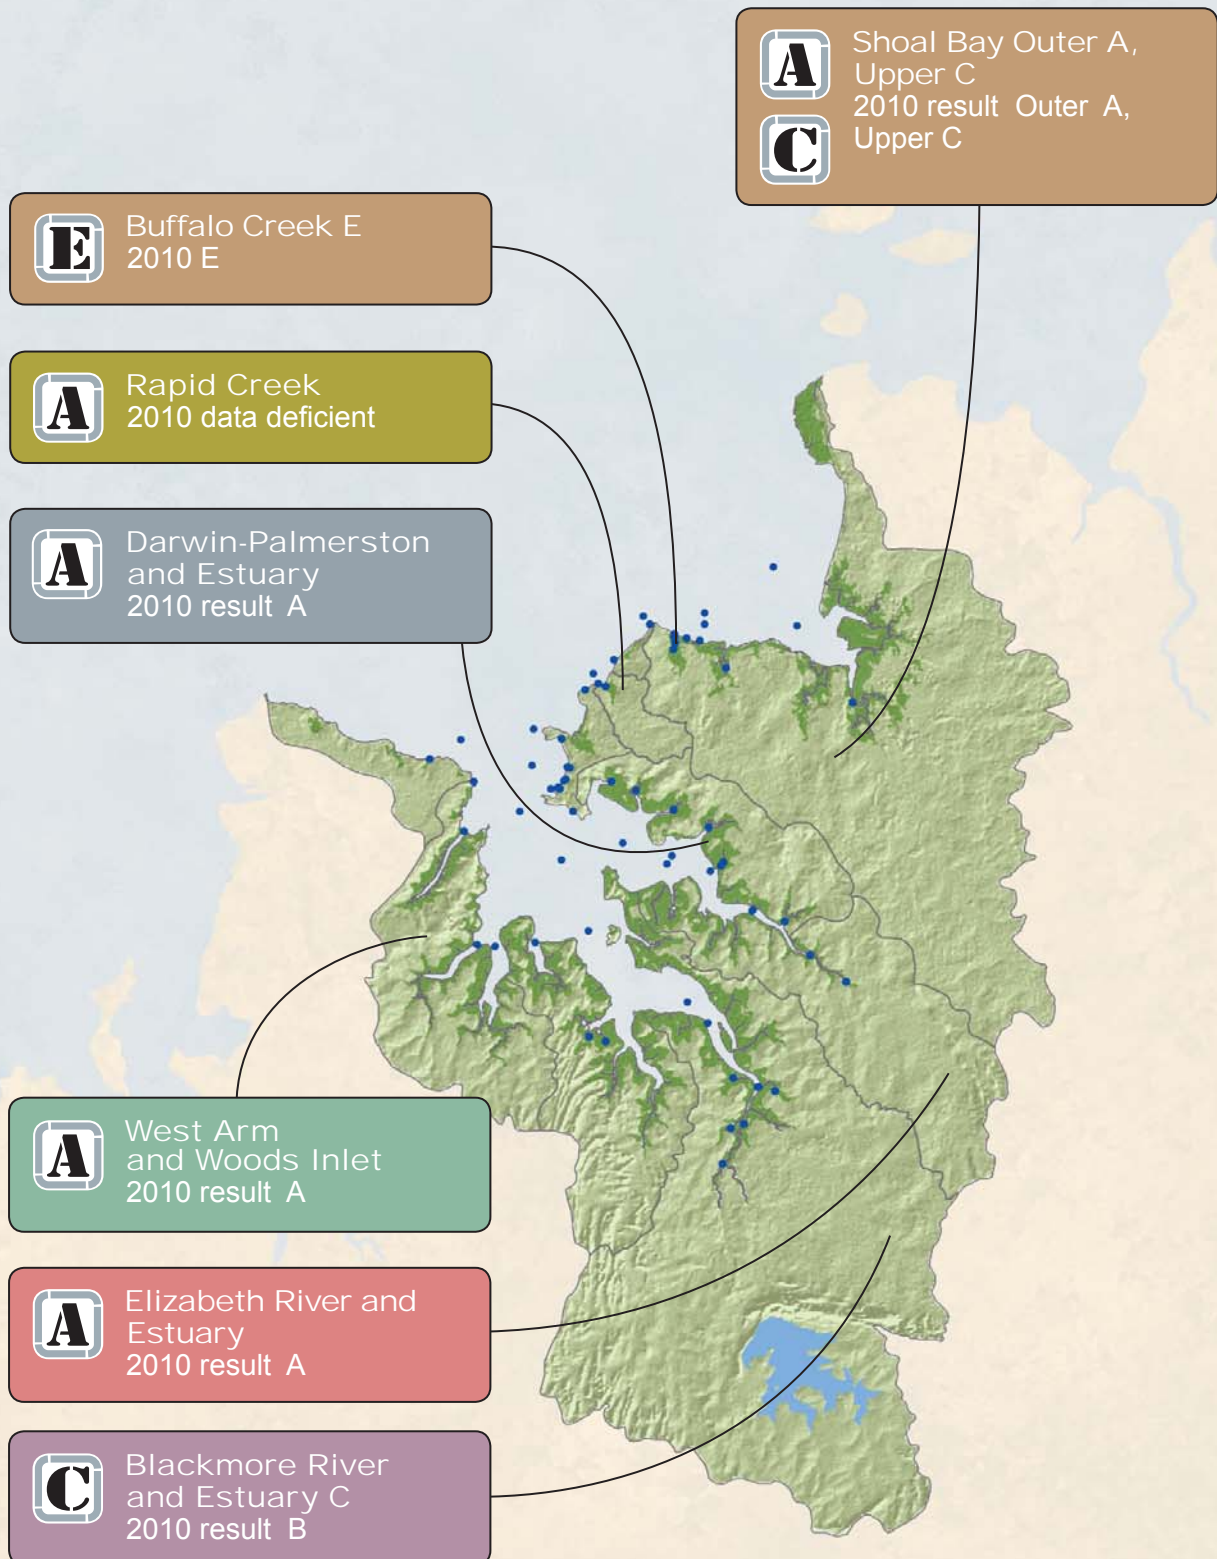 A
C
Shoal Bay Outer A,
Upper C
2010 result Outer A,
Upper C
E
Buffalo Creek E
2010 E
A
Rapid Creek
2010 data deficient
A
Darwin-Palmerston
and Estuary
2010 result A
A
West Arm
and Woods Inlet
2010 result A
A
Elizabeth River and
Estuary
2010 result A
C
Blackmore River
and Estuary C
2010 result B